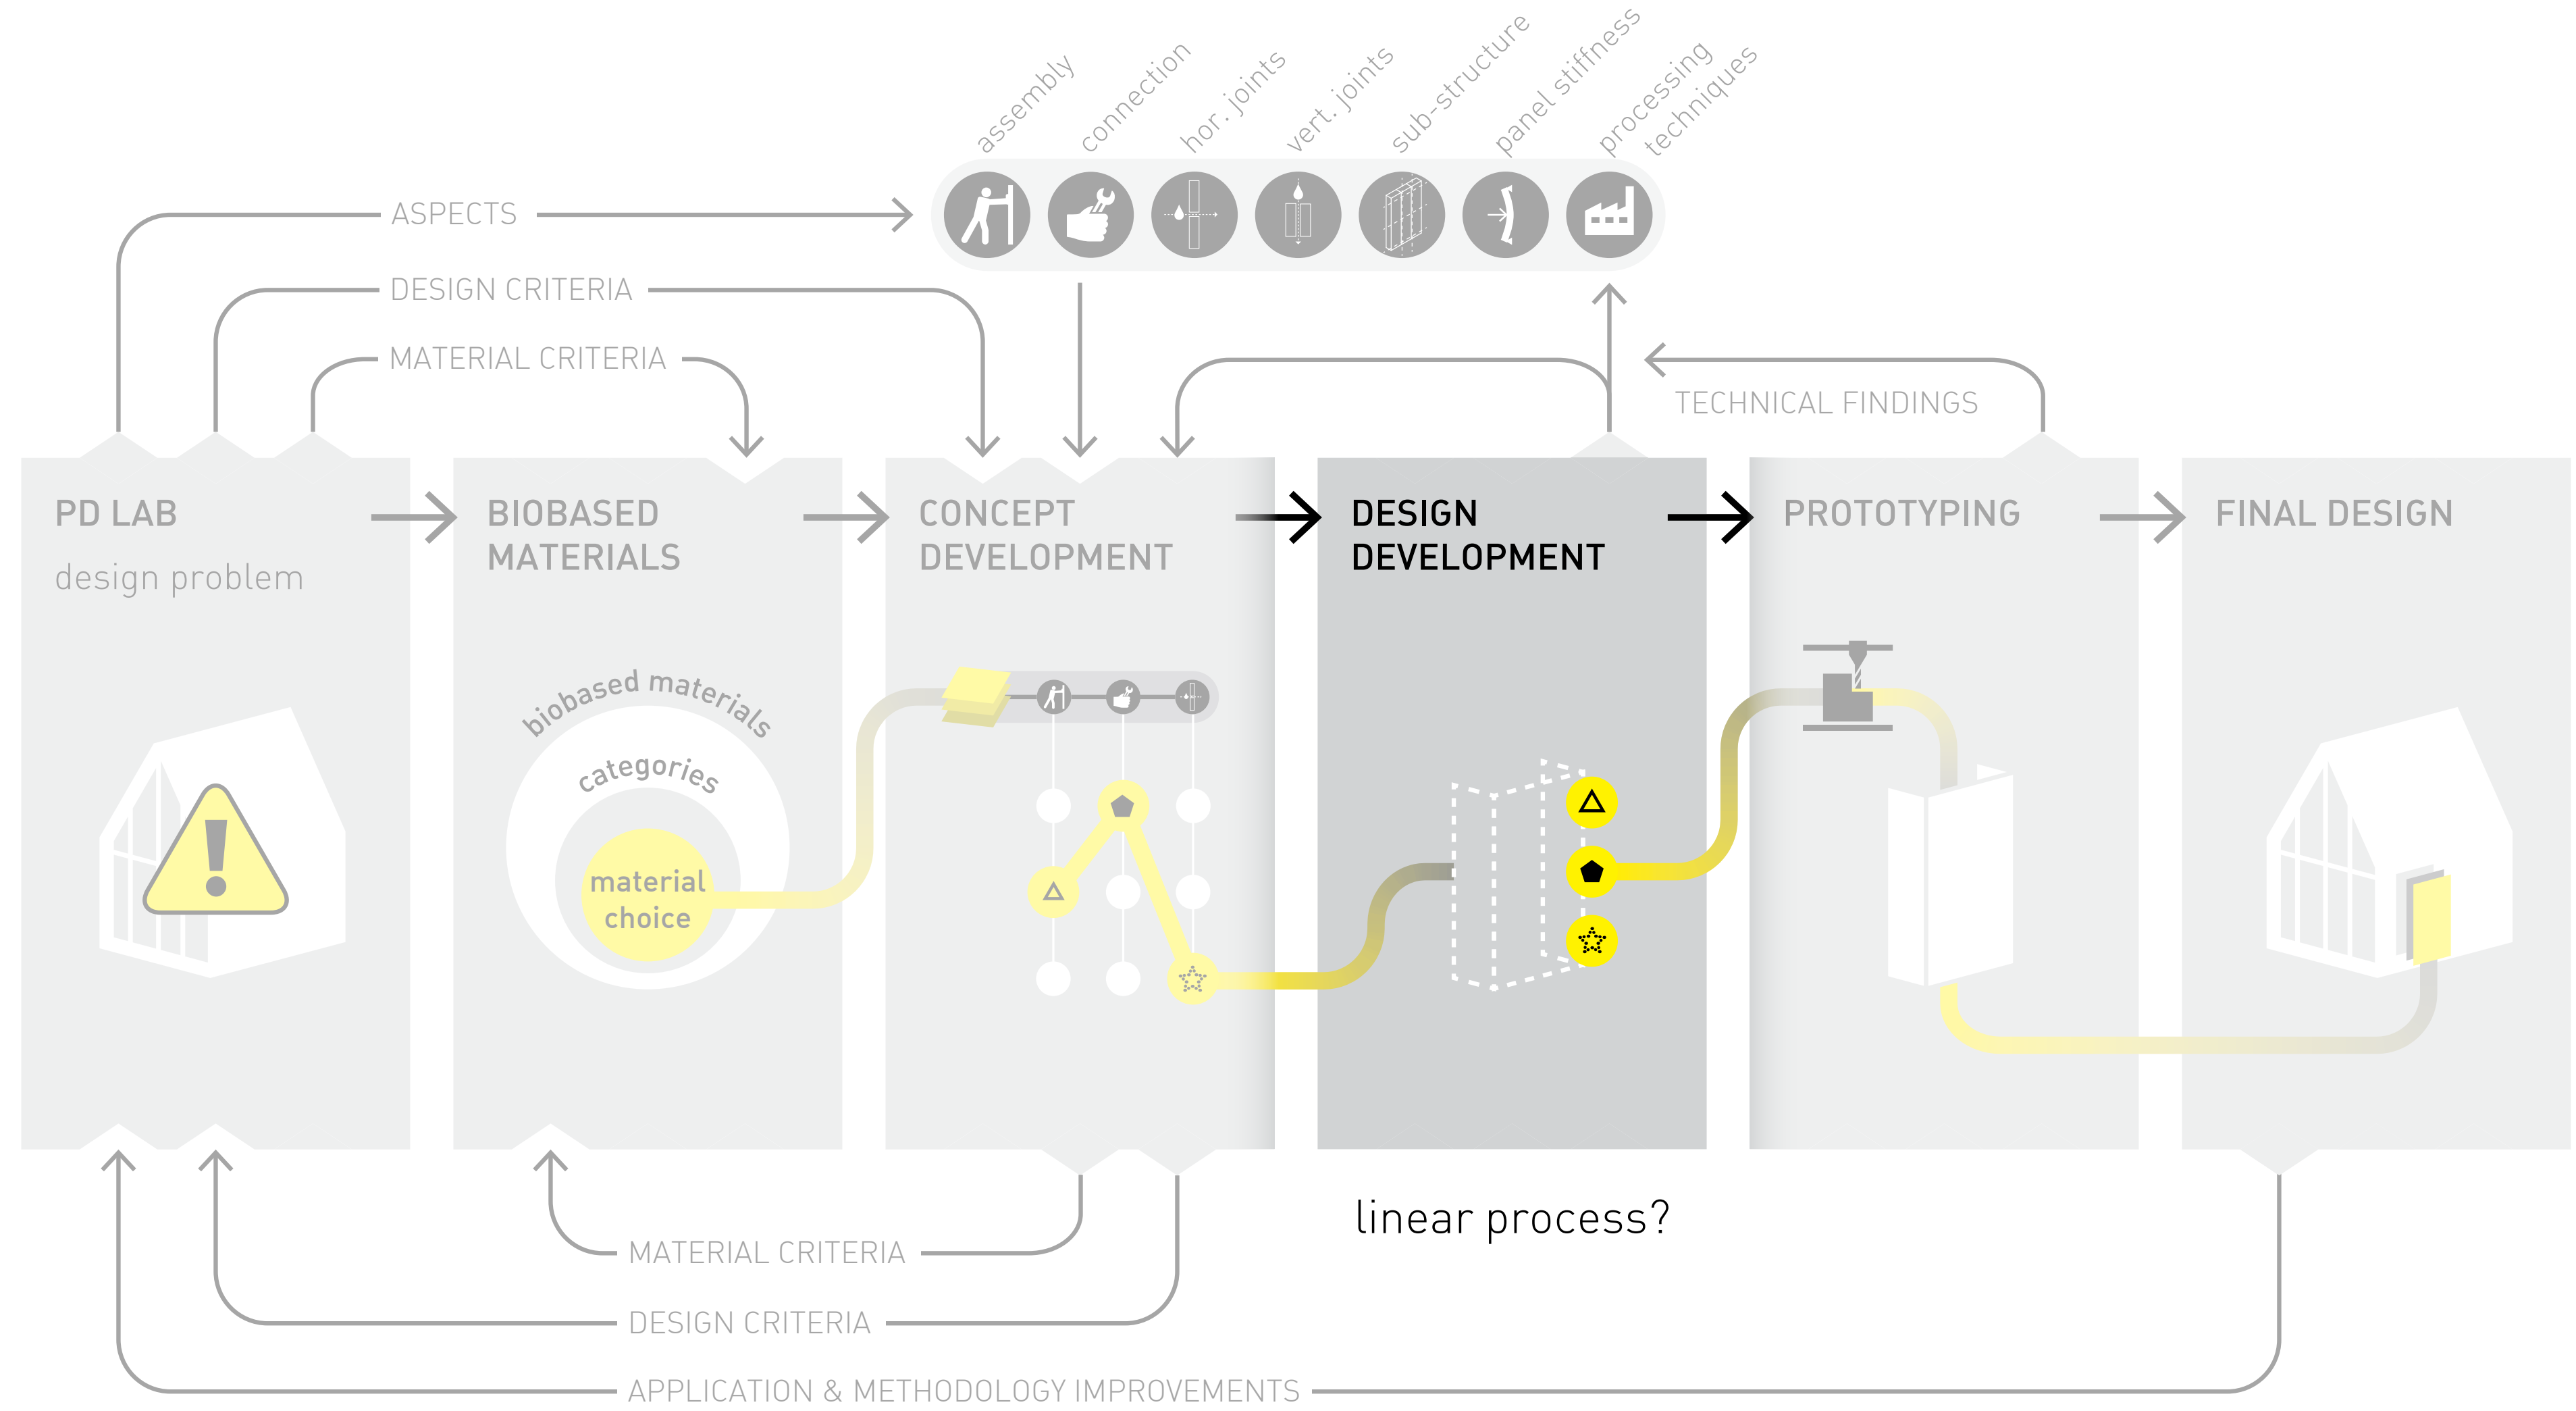 assembly
connection
hor. joints
vert. joints
sub-structure
panel stiffness
processing
techniques
ASPECTS
DESIGN CRITERIA
MATERIAL CRITERIA
TECHNICAL FINDINGS
PD LAB
design problem
BIOBASED
MATERIALS
biobased materials
categories
material
choice
CONCEPT
DEVELOPMENT
DESIGN
DEVELOPMENT
PROTOTYPING
FINAL DESIGN
linear process?
MATERIAL CRITERIA
DESIGN CRITERIA
APPLICATION & METHODOLOGY IMPROVEMENTS